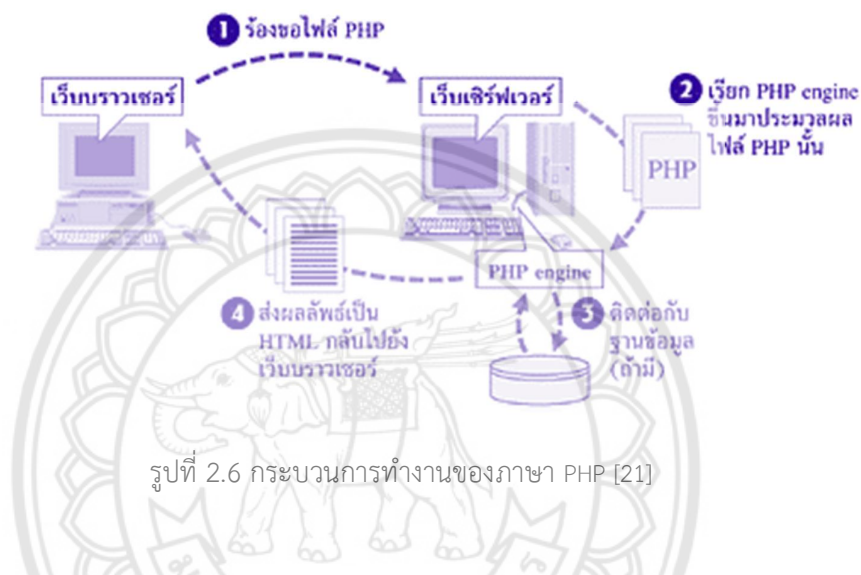 1 ร้องขอไฟล์ PHP
เว็บบราวเซอร์
เว็บเซิร์ฟเวอร์
2 เรียก PHP engine
ขึ้นมาประมวลผล
ไฟล์ PHP นั้น
PHP
PHP engine
3 ติดต่อกับ
ฐานข้อมูล
(ถ้ามี)
4 ส่งผลลัพธ์เป็น
HTML กลับไปยัง
เว็บบราวเซอร์
รูปที่ 2.6 กระบวนการทำงานของภาษา PHP [21]